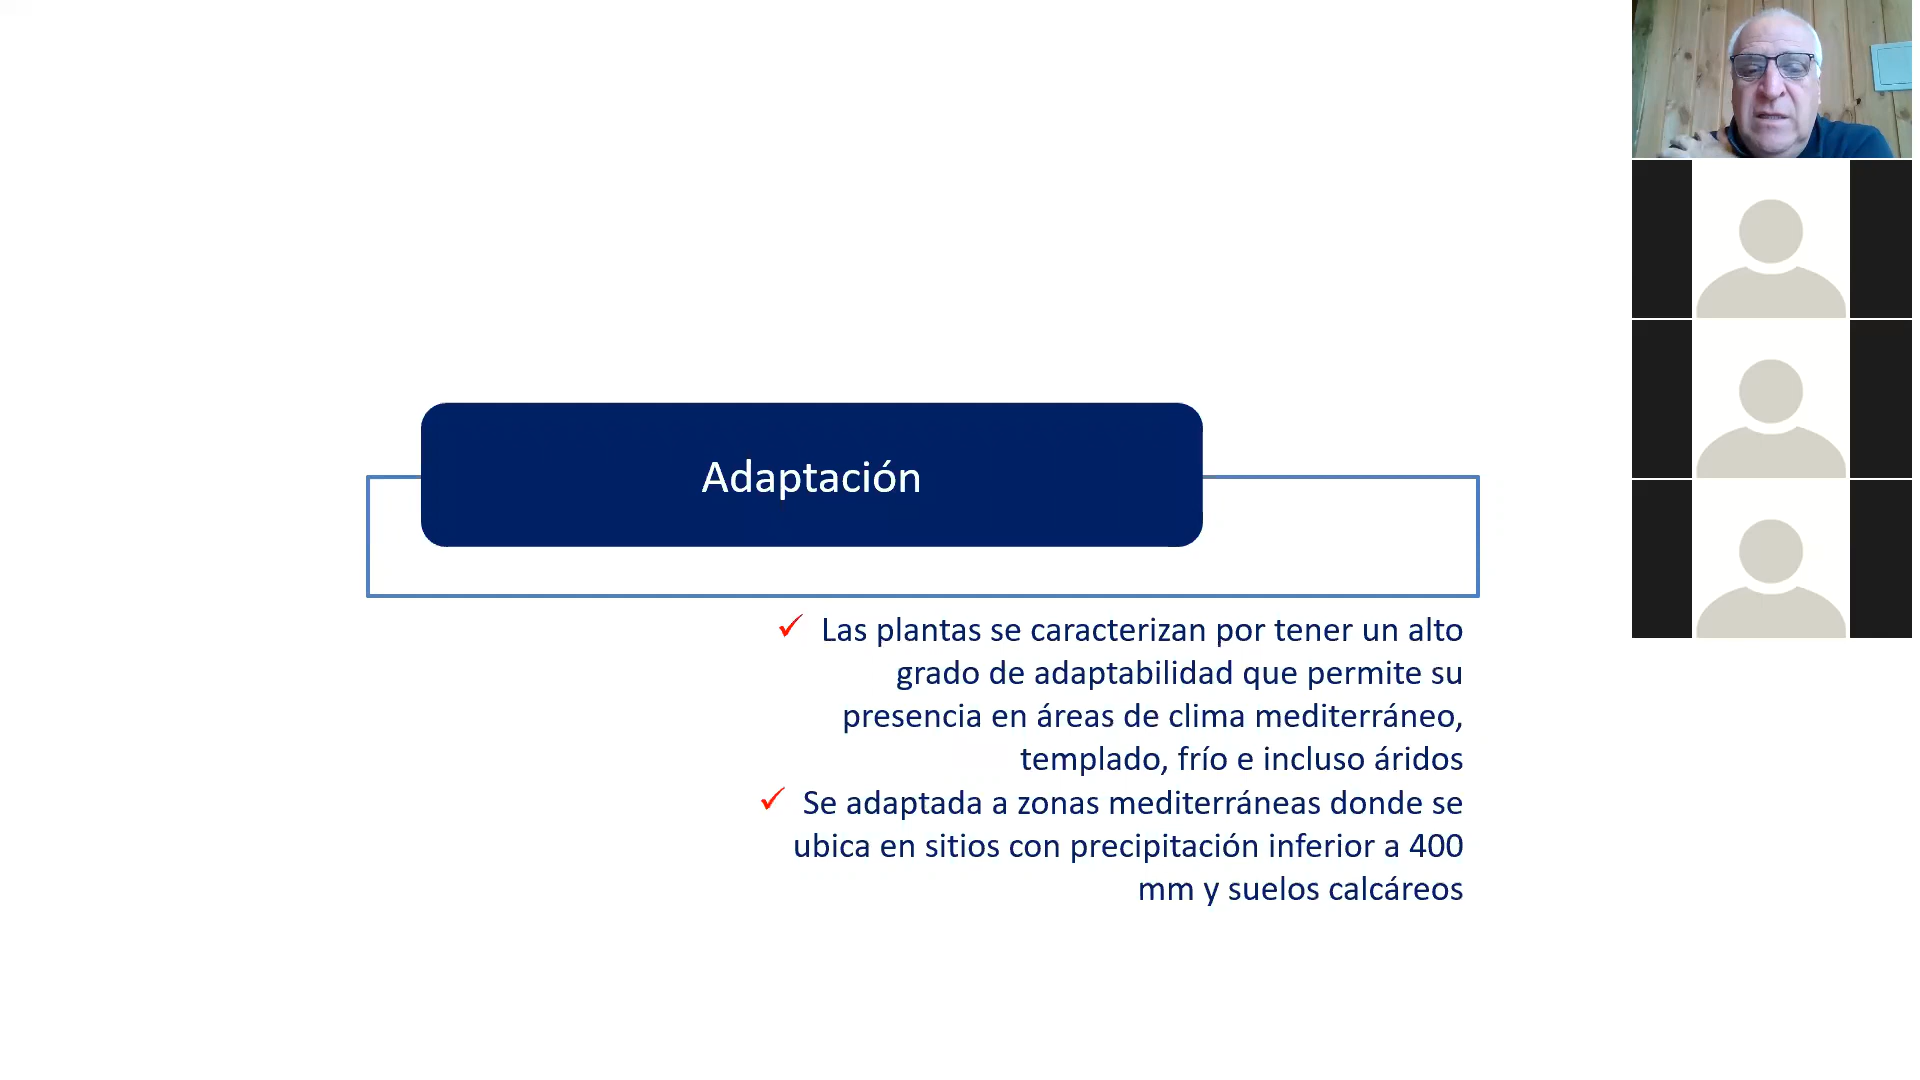 Adaptación
✓ Las plantas se caracterizan por tener un alto
grado de adaptabilidad que permite su
presencia en áreas de clima mediterráneo,
templado, frío e incluso áridos
✓ Se adaptada a zonas mediterráneas donde se
ubica en sitios con precipitación inferior a 400
mm y suelos calcáreos